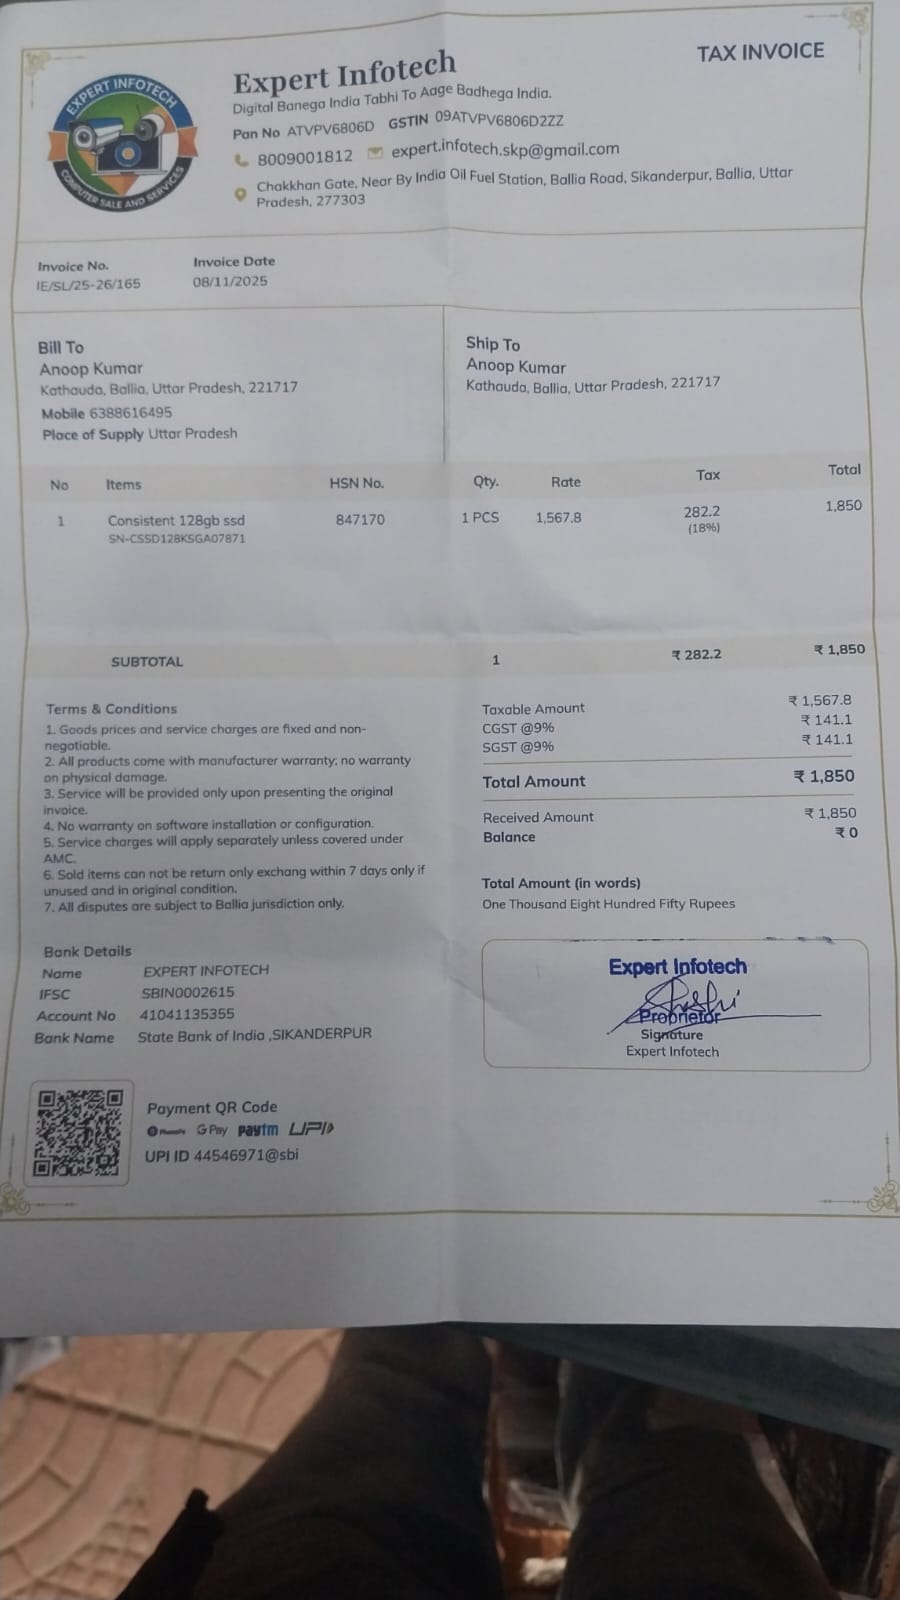 EXPERT INFOTECH
COMPUTER SALE AND SERVICES
Expert Infotech
TAX INVOICE
Digital Banega India Tabhi To Aage Badhega India.
Pan No ATVPV6806D GSTIN 09ATVPV6806D2ZZ
8009001812 expert.infotech.skp@gmail.com
Chakkhan Gate, Near By India Oil Fuel Station, Ballia Road, Sikanderpur, Ballia, Uttar
Pradesh, 277303
Invoice No. Invoice Date
IE/SL/25-26/165 08/11/2025
Bill To
Anoop Kumar
Kathauda, Ballia, Uttar Pradesh, 221717
Mobile 6388616495
Place of Supply Uttar Pradesh
Ship To
Anoop Kumar
Kathauda, Ballia, Uttar Pradesh, 221717
No Items HSN No. Qty. Rate Tax Total
1 Consistent 128gb ssd 847170 1 PCS 1,567.8 282.2 1,850
SN-CSSD128KSGA07871 (18%)
SUBTOTAL 1 ₹ 282.2 ₹ 1,850
Terms & Conditions
1. Goods prices and service charges are fixed and non-
negotiable.
2. All products come with manufacturer warranty; no warranty
on physical damage.
3. Service will be provided only upon presenting the original
invoice.
4. No warranty on software installation or configuration.
5. Service charges will apply separately unless covered under
AMC.
6. Sold items can not be return only exchang within 7 days only if
unused and in original condition.
7. All disputes are subject to Ballia jurisdiction only.
Taxable Amount ₹ 1,567.8
CGST @9% ₹ 141.1
SGST @9% ₹ 141.1
Total Amount ₹ 1,850
Received Amount ₹ 1,850
Balance ₹ 0
Total Amount (in words)
One Thousand Eight Hundred Fifty Rupees
Bank Details
Name EXPERT INFOTECH
IFSC SBIN0002615
Account No 41041135355
Bank Name State Bank of India ,SIKANDERPUR
Expert Infotech
Proprietor
Signature
Expert Infotech
Payment QR Code
PhonePe G Pay paytm UPI
UPI ID 44546971@sbi